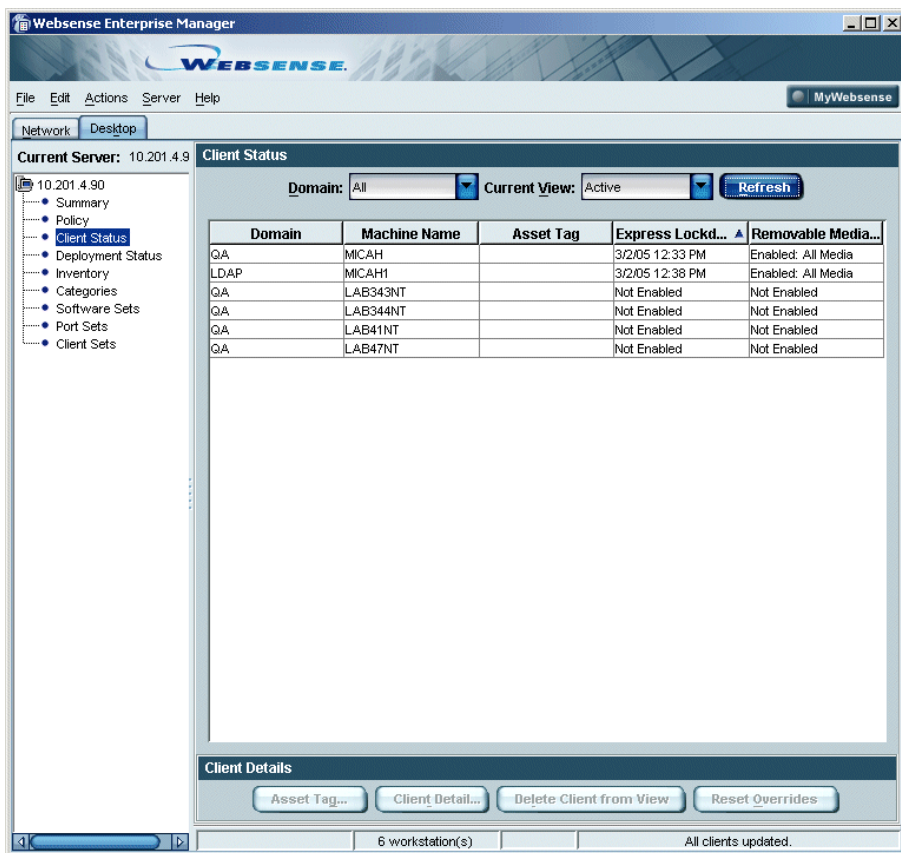 Websense Enterprise Manager
WEBSENSE.
File Edit Actions Server Help
MyWebsense
Network Desktop
Current Server: 10.201.4.9
10.201.4.90
Summary
Policy
Client Status
Deployment Status
Inventory
Categories
Software Sets
Port Sets
Client Sets
Client Status
Domain: All Current View: Active Refresh
Domain Machine Name Asset Tag Express Lockd... Removable Media...
QA MICAH 3/2/05 12:33 PM Enabled: All Media
LDAP MICAH1 3/2/05 12:38 PM Enabled: All Media
QA LAB343NT Not Enabled Not Enabled
QA LAB344NT Not Enabled Not Enabled
QA LAB41NT Not Enabled Not Enabled
QA LAB47NT Not Enabled Not Enabled
Client Details
Asset Tag... Client Detail... Delete Client from View Reset Overrides
6 workstation(s) All clients updated.